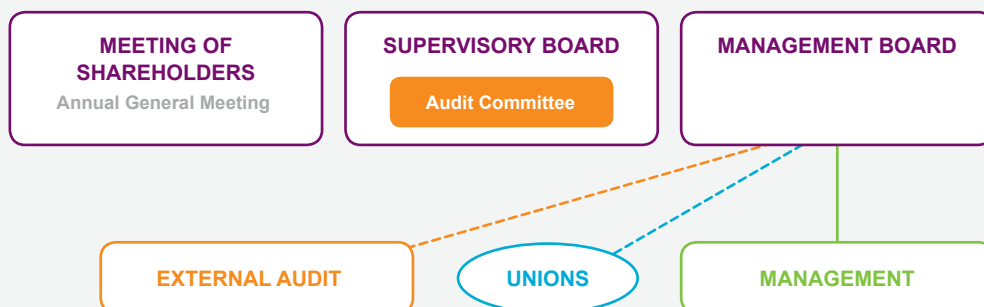 MEETING OF
SHAREHOLDERS
Annual General Meeting
SUPERVISORY BOARD
Audit Committee
MANAGEMENT BOARD
EXTERNAL AUDIT
UNIONS
MANAGEMENT